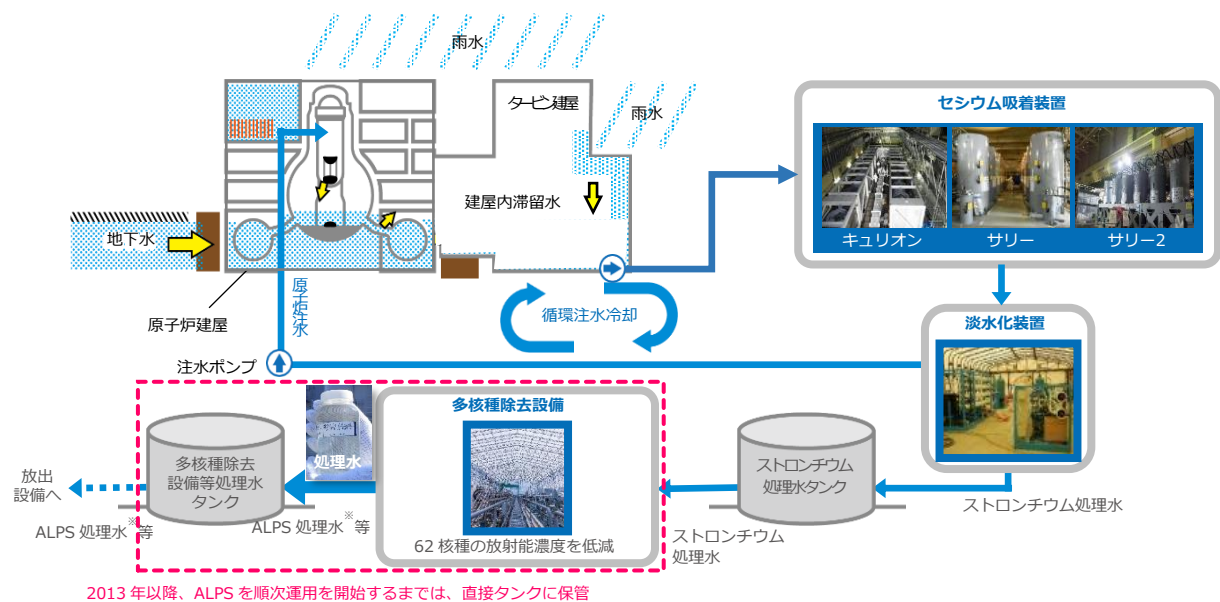 雨水
タービン建屋
雨水
セシウム吸着装置
キュリオン
サリー
サリー2
建屋内滞留水
地下水
原子炉建屋
原子炉注水
循環注水冷却
注水ポンプ
淡水化装置
多核種除去設備
処理水
多核種除去
設備等処理水
タンク
ストロンチウム
処理水タンク
放出
設備へ
ALPS 処理水※等
ALPS 処理水※等
62 核種の放射能濃度を低減
ストロンチウム
処理水
ストロンチウム処理水
2013 年以降、ALPS を順次運用を開始するまでは、直接タンクに保管